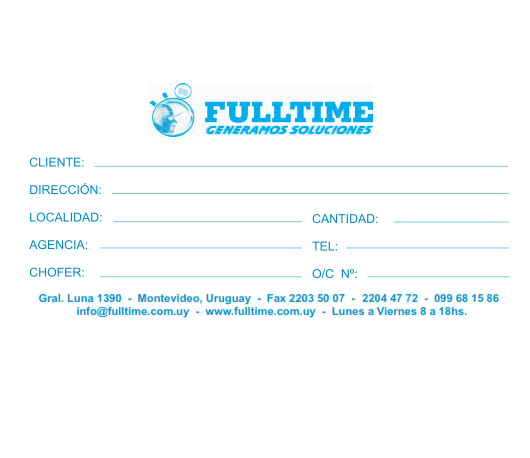 FULLTIME
GENERAMOS SOLUCIONES
CLIENTE:
DIRECCIÓN:
LOCALIDAD:
CANTIDAD:
AGENCIA:
TEL:
CHOFER:
O/C Nº:
Gral. Luna 1390 - Montevideo, Uruguay - Fax 2203 50 07 - 2204 47 72 - 099 68 15 86
info@fulltime.com.uy - www.fulltime.com.uy - Lunes a Viernes 8 a 18hs.